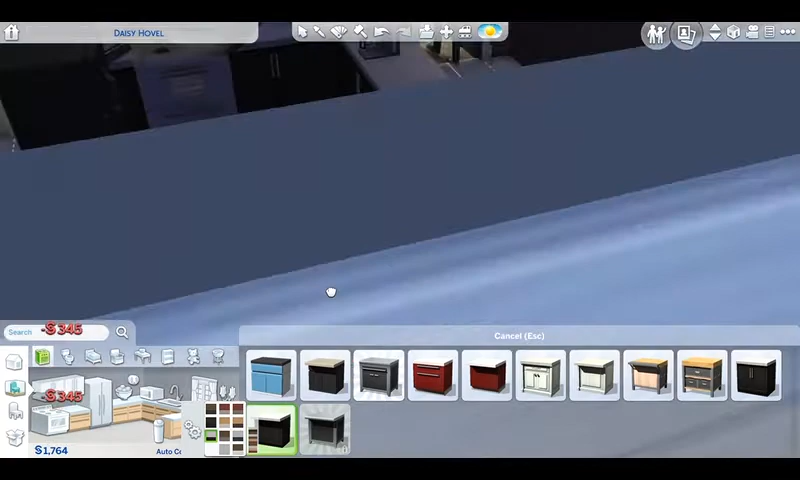 DAISY HOVEL
Search
-§345
Cancel (Esc)
-§345
§1,764
Auto Co